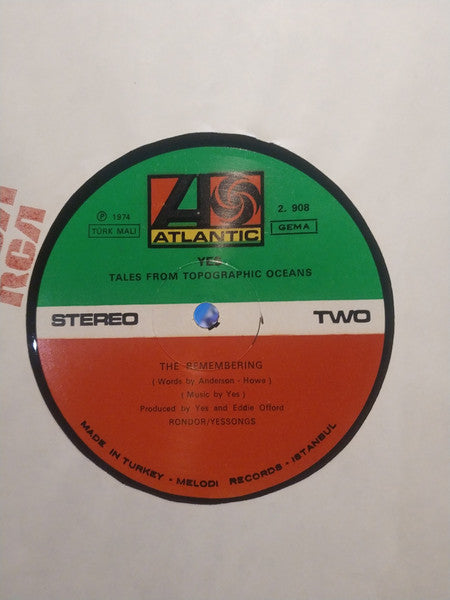 ATLANTIC
℗ 1974
TÜRK MALI
2. 908
GEMA
YES
TALES FROM TOPOGRAPHIC OCEANS
STEREO
TWO
THE REMEMBERING
( Words by Anderson - Howe )
( Music by Yes )
Produced by Yes and Eddie Offord
RONDOR/YESSONGS
MADE IN TURKEY - MELODI RECORDS - ISTANBUL
RCA